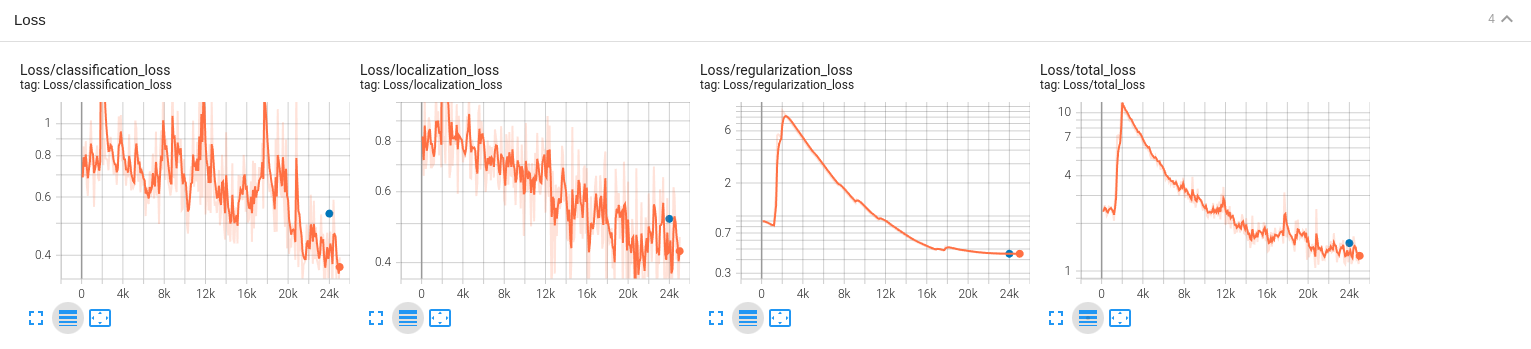 Loss
4
Loss/classification_loss
tag: Loss/classification_loss
1
0.8
0.6
0.4
0 4k 8k 12k 16k 20k 24k
Loss/localization_loss
tag: Loss/localization_loss
0.8
0.6
0.4
0 4k 8k 12k 16k 20k 24k
Loss/regularization_loss
tag: Loss/regularization_loss
6
2
0.7
0.3
0 4k 8k 12k 16k 20k 24k
Loss/total_loss
tag: Loss/total_loss
10
7
4
1
0 4k 8k 12k 16k 20k 24k